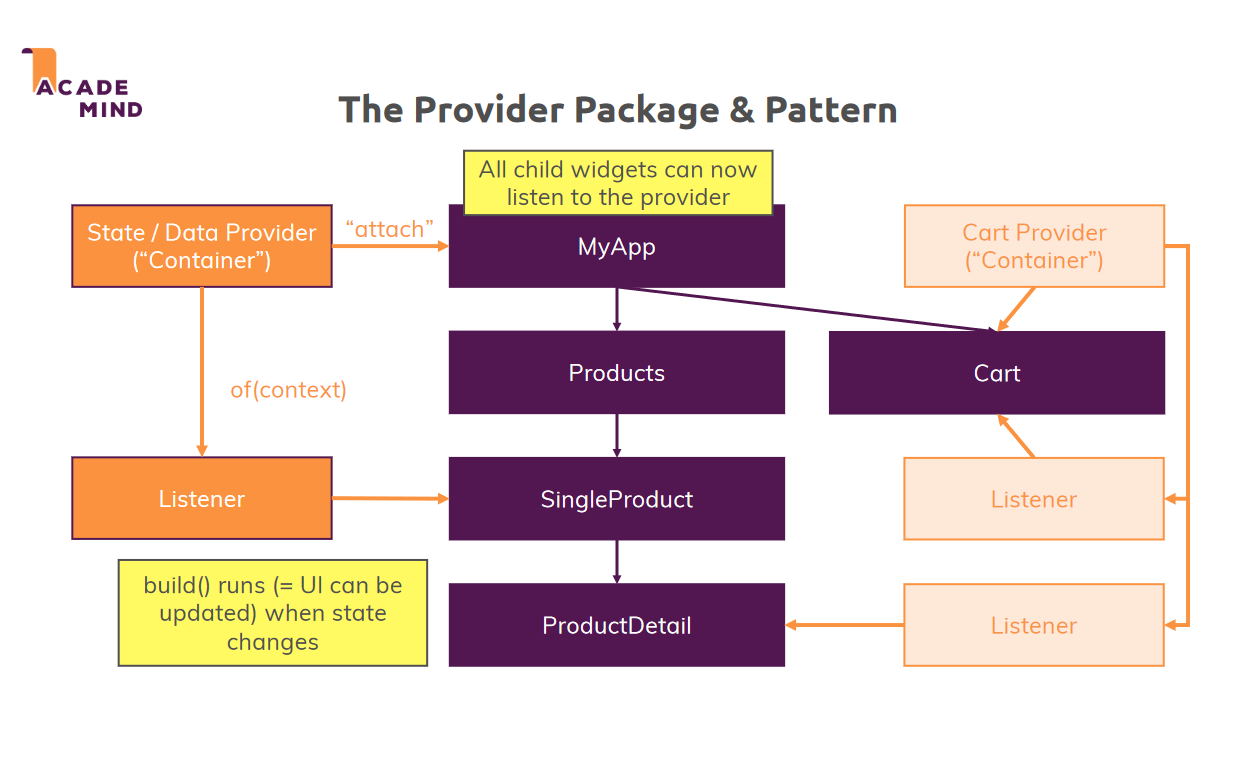 ACADE
MIND
The Provider Package & Pattern
All child widgets can now
listen to the provider
State / Data Provider
(“Container”)
“attach”
MyApp
Cart Provider
(“Container”)
Products
Cart
of(context)
Listener
SingleProduct
Listener
build() runs (= UI can be
updated) when state
changes
ProductDetail
Listener